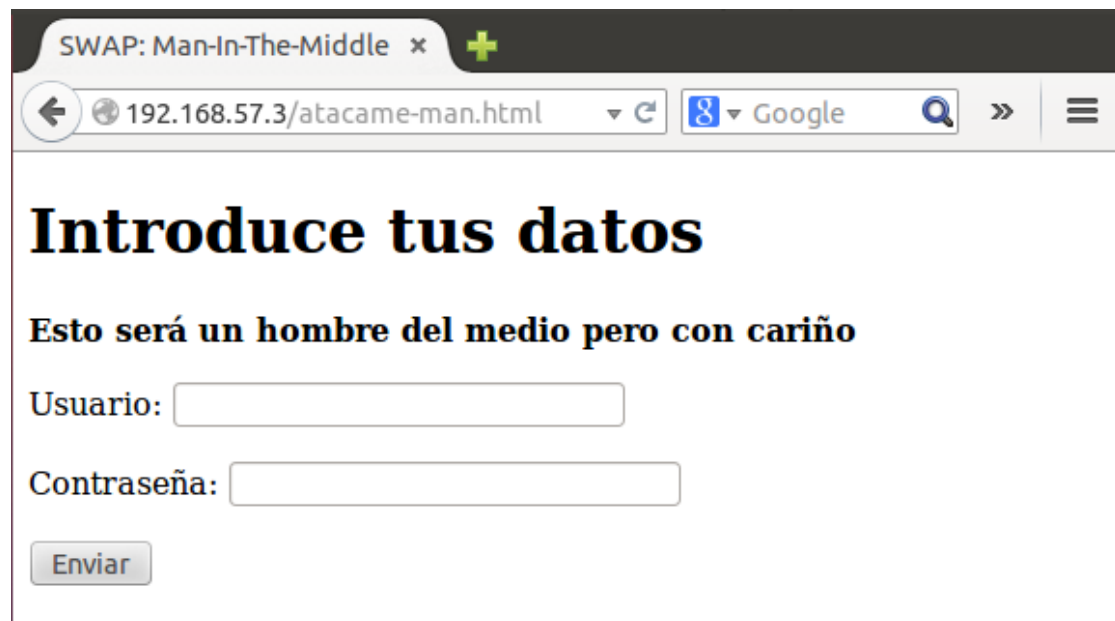 SWAP: Man-In-The-Middle ×
192.168.57.3/atacame-man.html 8 Google »
Introduce tus datos
Esto será un hombre del medio pero con cariño
Usuario:
Contraseña:
Enviar